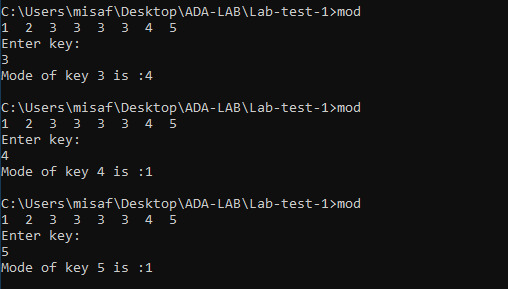 C:\Users\misaf\Desktop\ADA-LAB\Lab-test-1>mod
1  2  3  3  3  3  4  5
Enter key:
3
Mode of key 3 is :4
C:\Users\misaf\Desktop\ADA-LAB\Lab-test-1>mod
1  2  3  3  3  3  4  5
Enter key:
4
Mode of key 4 is :1
C:\Users\misaf\Desktop\ADA-LAB\Lab-test-1>mod
1  2  3  3  3  3  4  5
Enter key:
5
Mode of key 5 is :1